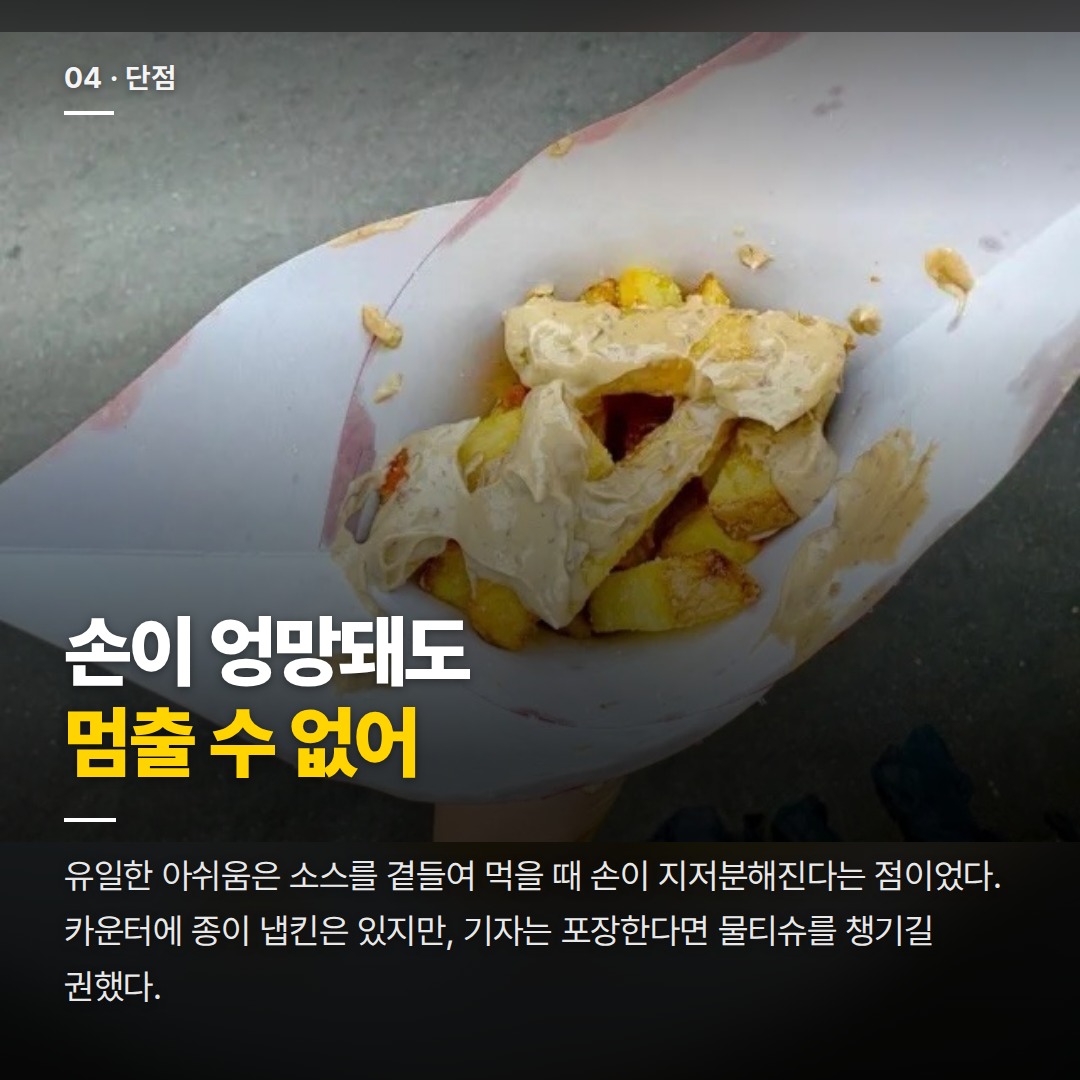 04 · 단점
손이 엉망돼도
멈출 수 없어
유일한 아쉬움은 소스를 곁들여 먹을 때 손이 지저분해진다는 점이었다.
카운터에 종이 냅킨은 있지만, 기자는 포장한다면 물티슈를 챙기길
권했다.